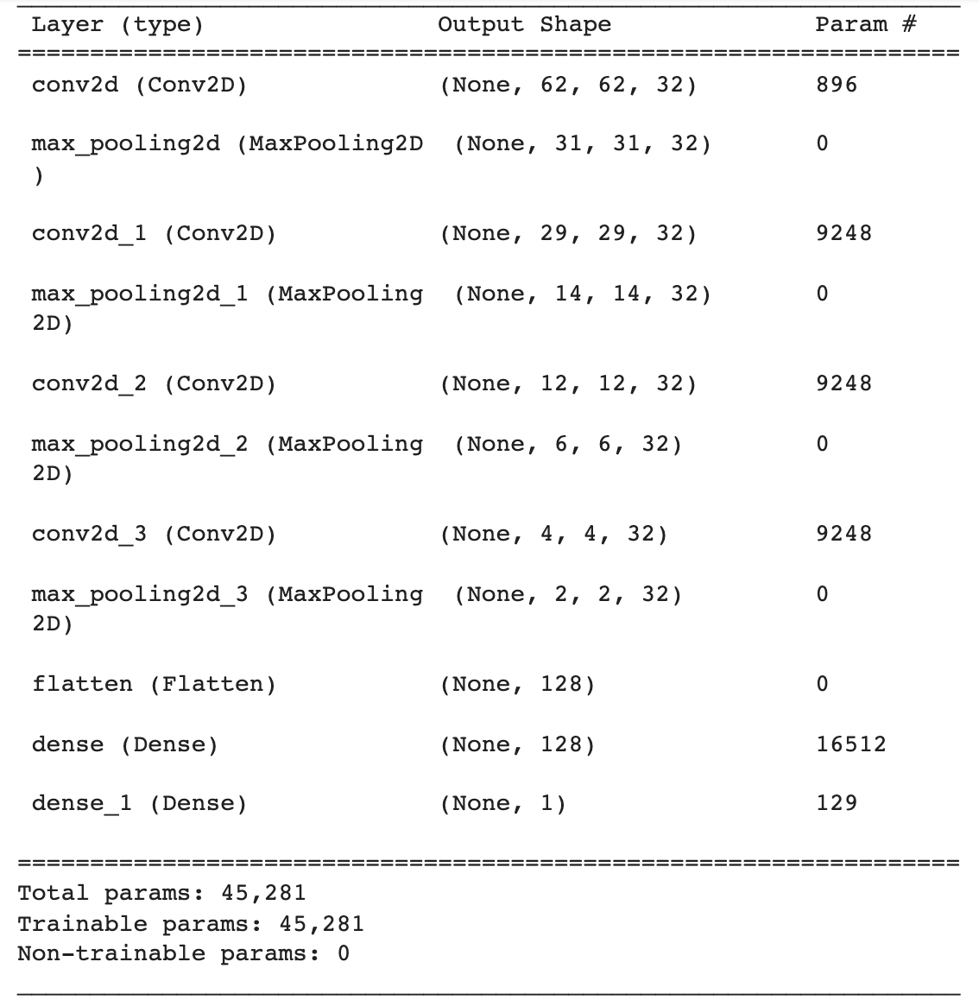 Layer (type) Output Shape Param #
=================================================================
conv2d (Conv2D) (None, 62, 62, 32) 896
max_pooling2d (MaxPooling2D (None, 31, 31, 32) 0
)
conv2d_1 (Conv2D) (None, 29, 29, 32) 9248
max_pooling2d_1 (MaxPooling (None, 14, 14, 32) 0
2D)
conv2d_2 (Conv2D) (None, 12, 12, 32) 9248
max_pooling2d_2 (MaxPooling (None, 6, 6, 32) 0
2D)
conv2d_3 (Conv2D) (None, 4, 4, 32) 9248
max_pooling2d_3 (MaxPooling (None, 2, 2, 32) 0
2D)
flatten (Flatten) (None, 128) 0
dense (Dense) (None, 128) 16512
dense_1 (Dense) (None, 1) 129
=================================================================
Total params: 45,281
Trainable params: 45,281
Non-trainable params: 0